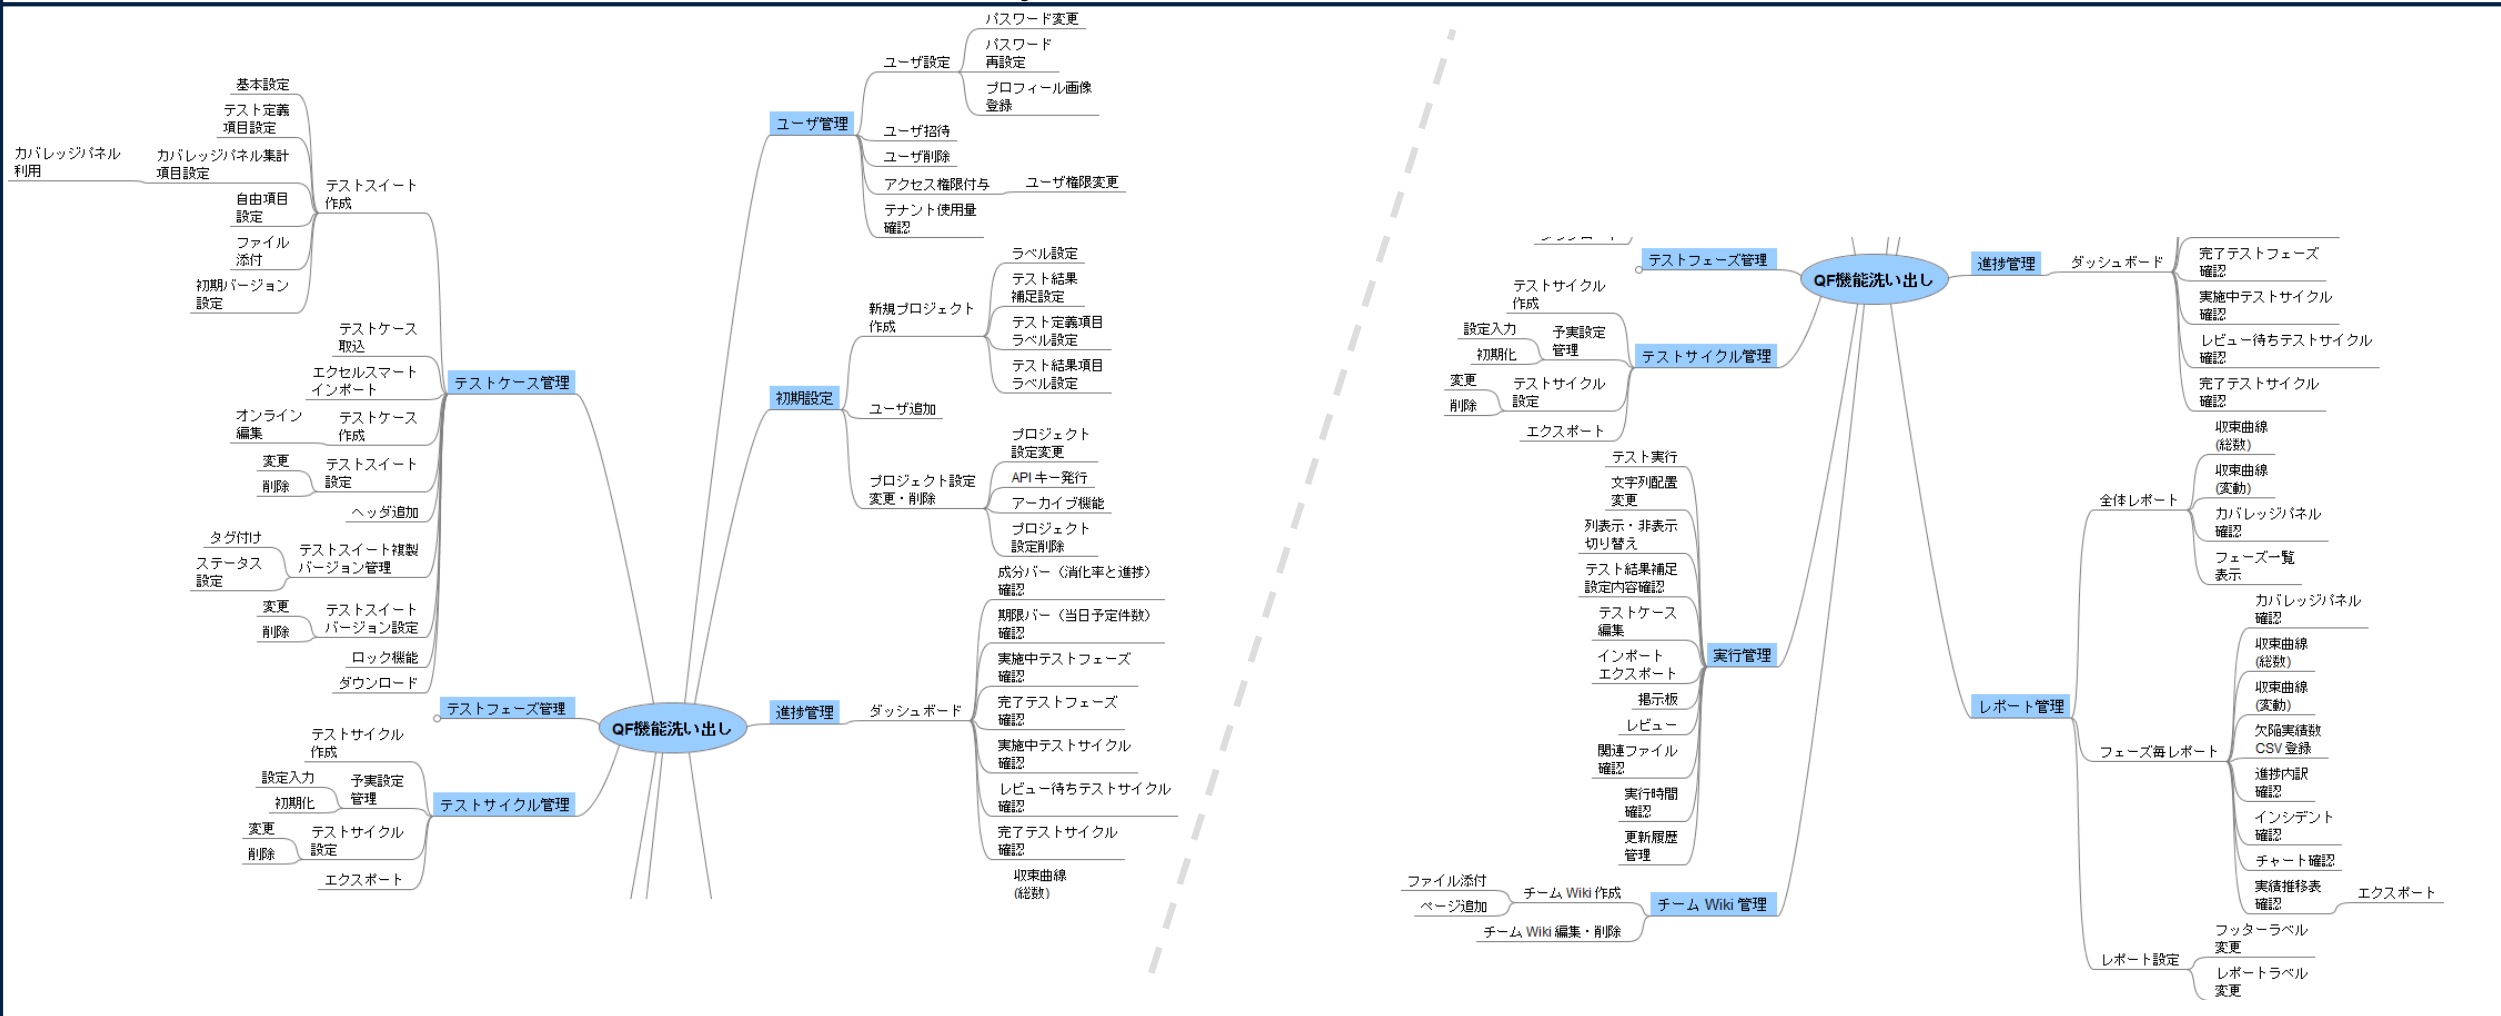 パスワード変更
パスワード
再設定
プロフィール画像
登録
ユーザ設定
ユーザ管理
ユーザ招待
ユーザ削除
アクセス権限付与
ユーザ権限変更
テナント使用量
確認
基本設定
テスト定義
項目設定
カバレッジパネル
利用
カバレッジパネル集計
項目設定
自由項目
設定
ファイル
添付
初期バージョン
設定
テストスイート
作成
テストケース
取込
エクセルスマート
インポート
オンライン
編集
テストケース
作成
変更
削除
テストスイート
設定
ヘッダ追加
タグ付け
ステータス
設定
テストスイート複製
バージョン管理
変更
削除
テストスイート
バージョン設定
ロック機能
ダウンロード
テストケース管理
ラベル設定
テスト結果
補足設定
テスト定義項目
ラベル設定
テスト結果項目
ラベル設定
新規プロジェクト
作成
初期設定
ユーザ追加
プロジェクト
設定変更
APIキー発行
アーカイブ機能
プロジェクト
設定削除
プロジェクト設定
変更・削除
テストフェーズ管理
QF機能洗い出し
進捗管理
ダッシュボード
成分バー（消化率と進捗）
確認
期限バー（当日予定件数）
確認
実施中テストフェーズ
確認
完了テストフェーズ
確認
実施中テストサイクル
確認
レビュー待ちテストサイクル
確認
完了テストサイクル
確認
収束曲線
(総数)
テストサイクル
作成
設定入力
初期化
予実設定
管理
変更
削除
テストサイクル
設定
エクスポート
テストサイクル管理
テストフェーズ管理
QF機能洗い出し
進捗管理
ダッシュボード
完了テストフェーズ
確認
実施中テストサイクル
確認
レビュー待ちテストサイクル
確認
完了テストサイクル
確認
テストサイクル
作成
設定入力
初期化
予実設定
管理
変更
削除
テストサイクル
設定
エクスポート
テストサイクル管理
テスト実行
文字列配置
変更
列表示・非表示
切り替え
テスト結果補足
設定内容確認
テストケース
編集
インポート
エクスポート
掲示板
レビュー
関連ファイル
確認
実行時間
確認
更新履歴
管理
実行管理
ファイル添付
ページ追加
チーム Wiki 作成
チーム Wiki 編集・削除
チーム Wiki 管理
収束曲線
(総数)
収束曲線
(変動)
カバレッジパネル
確認
フェーズ一覧
表示
全体レポート
カバレッジパネル
確認
収束曲線
(総数)
収束曲線
(変動)
欠陥実績数
CSV登録
進捗内訳
確認
インシデント
確認
チャート確認
実績推移表
確認
エクスポート
フェーズ毎レポート
レポート管理
フッターラベル
変更
レポートラベル
変更
レポート設定